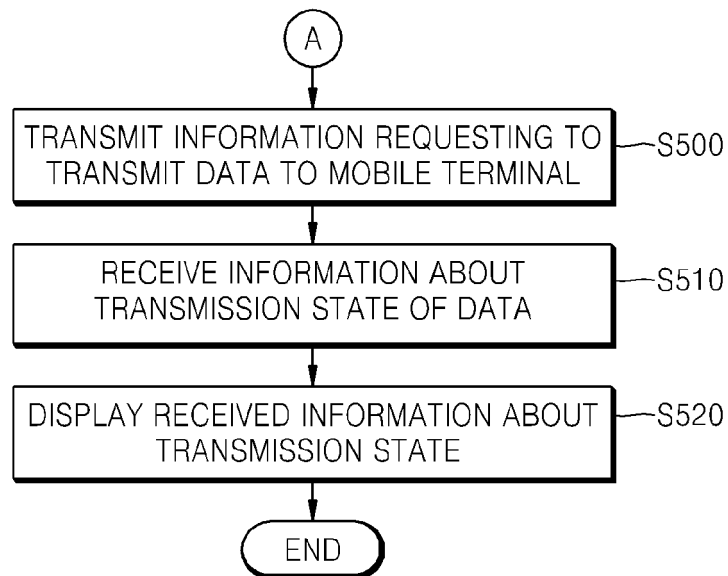 A
TRANSMIT INFORMATION REQUESTING TO
TRANSMIT DATA TO MOBILE TERMINAL
S500
RECEIVE INFORMATION ABOUT
TRANSMISSION STATE OF DATA
S510
DISPLAY RECEIVED INFORMATION ABOUT
TRANSMISSION STATE
S520
END